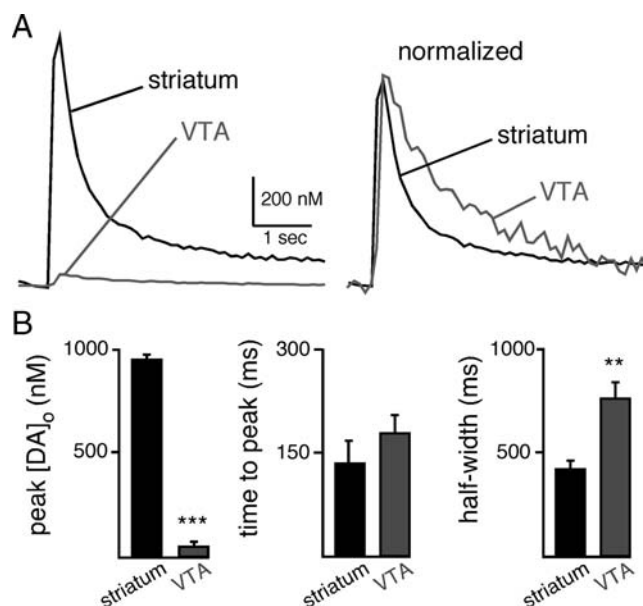 A
striatum
VTA
200 nM
1 sec
normalized
striatum
VTA
B
peak [DA]o (nM)
1000
500
***
striatum
VTA
time to peak (ms)
300
150
striatum
VTA
half-width (ms)
1000
500
**
striatum
VTA